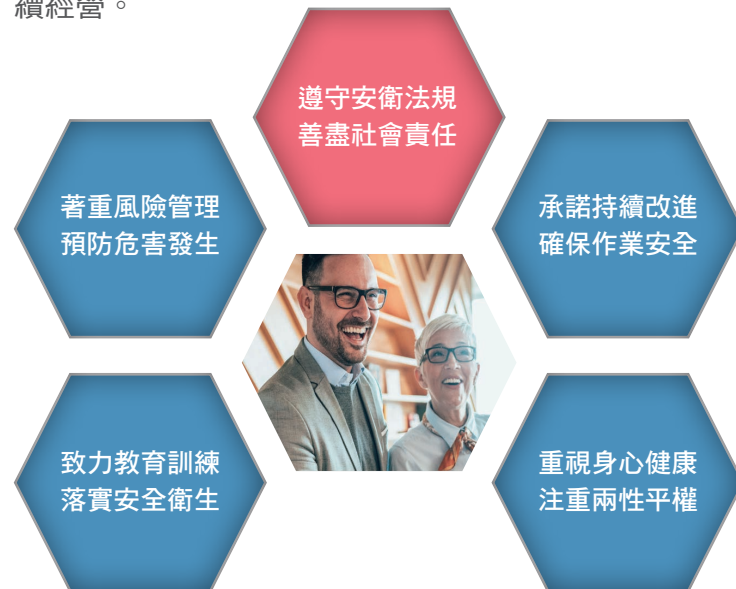 續經營。
遵守安衛法規
善盡社會責任
著重風險管理
預防危害發生
承諾持續改進
確保作業安全
致力教育訓練
落實安全衛生
重視身心健康
注重兩性平權